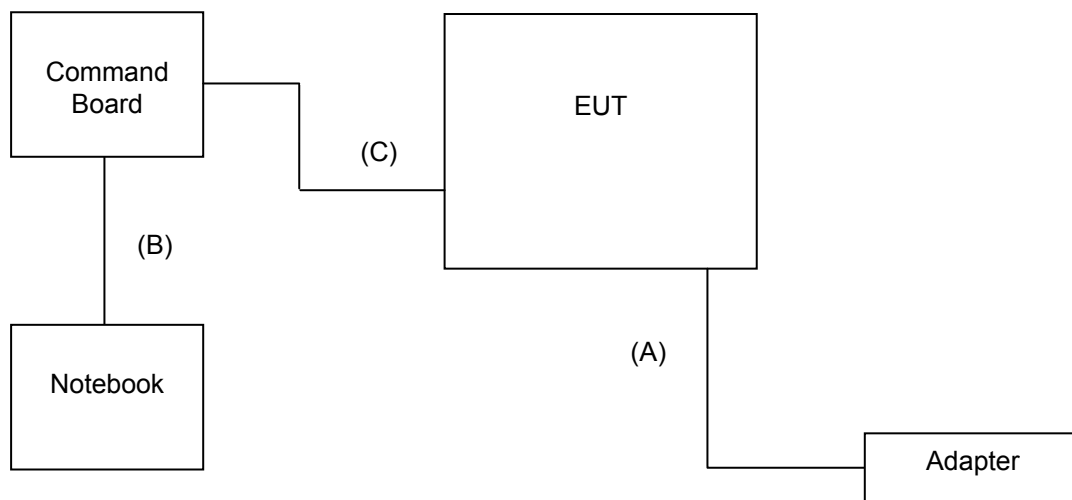 Command
Board
EUT
(C)
(B)
(A)
Notebook
Adapter